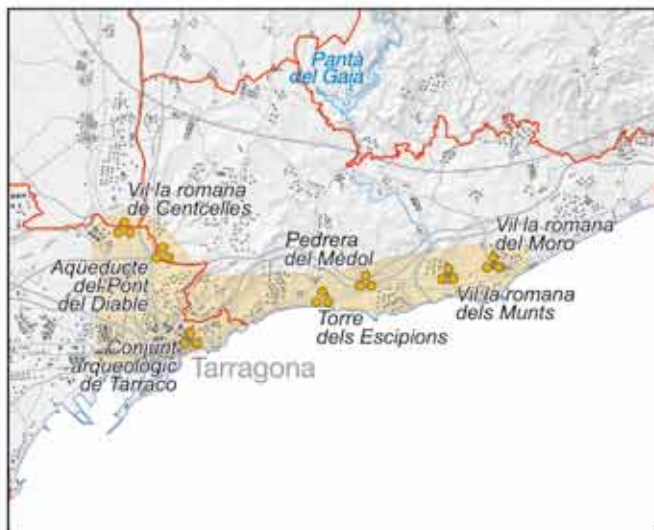 Pantà
del Gaià
Vil·la romana
de Centcelles
Aqüeducte
del Pont
del Diable
Pedrera
del Mèdol
Vil·la romana
del Moro
Vil·la romana
dels Munts
Torre
dels Escipions
Conjunt
arqueològic
de Tarraco
Tarragona